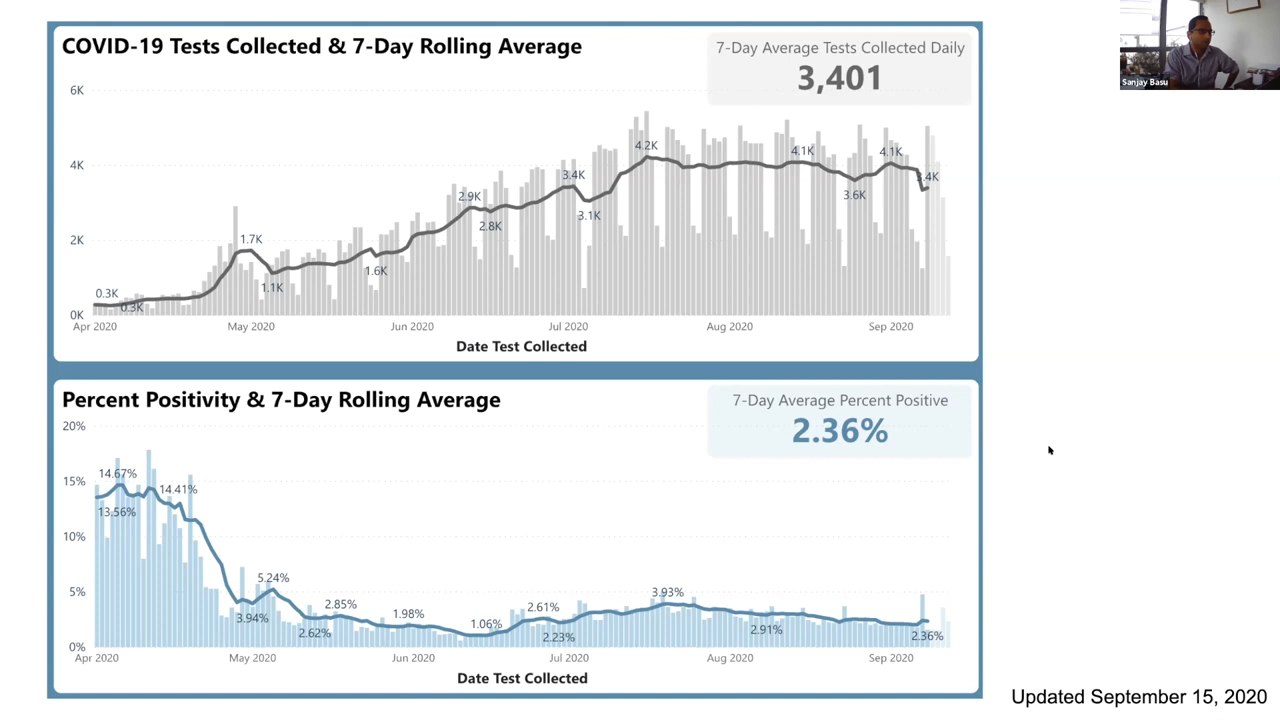 COVID-19 Tests Collected & 7-Day Rolling Average
7-Day Average Tests Collected Daily
3,401
6K
4K
2K
0K
0.3K
0.3K
1.7K
1.1K
1.6K
2.9K
2.8K
3.4K
3.1K
4.2K
4.1K
3.6K
4.1K
3.4K
Apr 2020
May 2020
Jun 2020
Jul 2020
Aug 2020
Sep 2020
Date Test Collected
Percent Positivity & 7-Day Rolling Average
7-Day Average Percent Positive
2.36%
20%
15%
10%
5%
0%
14.67%
13.56%
14.41%
3.94%
5.24%
2.62%
2.85%
1.98%
1.06%
2.61%
2.23%
3.93%
2.91%
2.36%
Apr 2020
May 2020
Jun 2020
Jul 2020
Aug 2020
Sep 2020
Date Test Collected
Sanjay Basu
Updated September 15, 2020